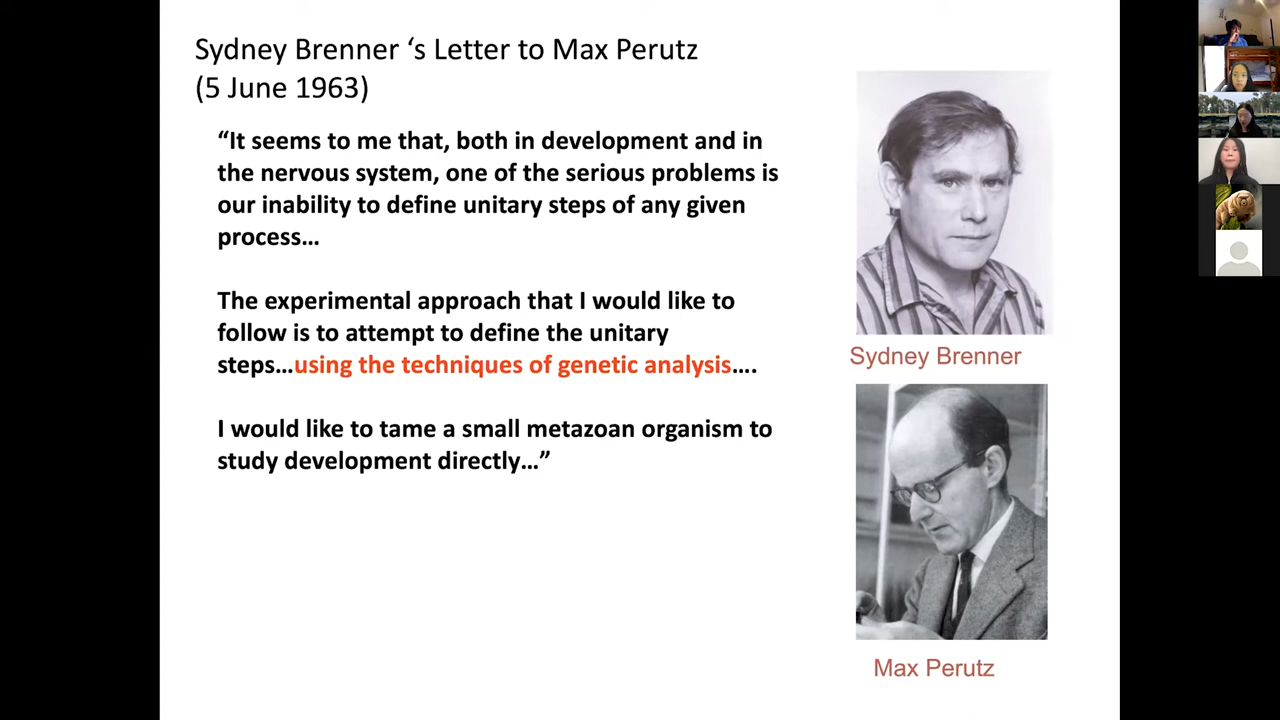 Sydney Brenner ‘s Letter to Max Perutz
(5 June 1963)
“It seems to me that, both in development and in
the nervous system, one of the serious problems is
our inability to define unitary steps of any given
process…
The experimental approach that I would like to
follow is to attempt to define the unitary
steps…using the techniques of genetic analysis….
I would like to tame a small metazoan organism to
study development directly…”
Sydney Brenner
Max Perutz